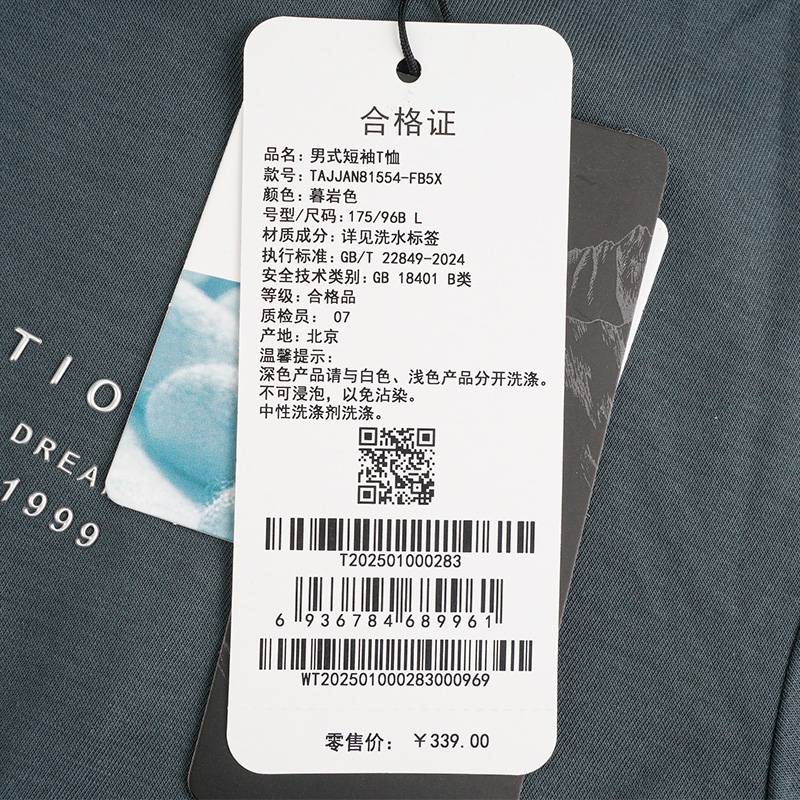 合格证
品名: 男式短袖T恤
款号: TAJJAN81554-FB5X
颜色: 暮岩色
号型/尺码: 175/96B L
材质成分: 详见洗水标签
执行标准: GB/T 22849-2024
安全技术类别: GB 18401 B类
等级: 合格品
质检员: 07
产地: 北京
温馨提示:
深色产品请与白色、浅色产品分开洗涤。
不可浸泡，以免沾染。
中性洗涤剂洗涤。
T202501000283
6 936784 689961
WT202501000283000969
零售价: ¥339.00
TIO
DREA
1999